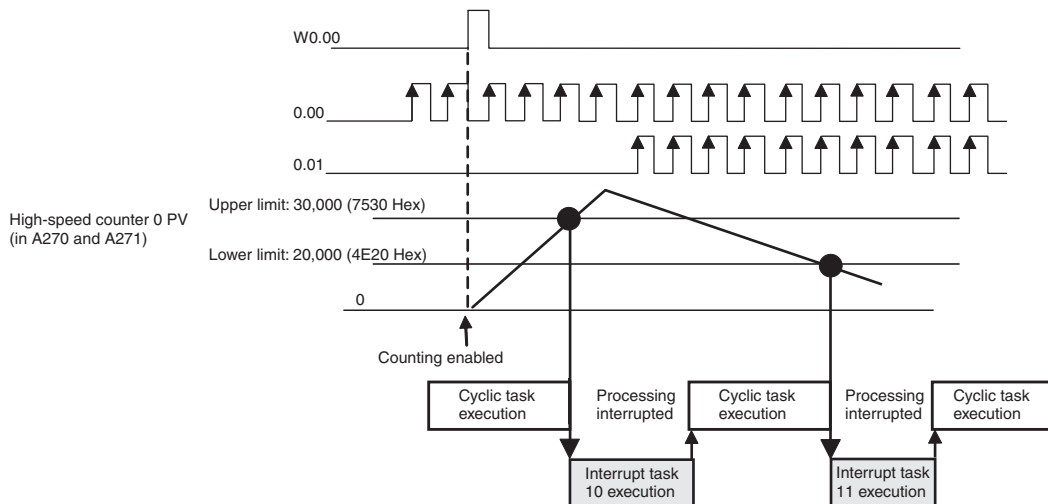 W0.00
0.00
0.01
High-speed counter 0 PV
(in A270 and A271)
Upper limit: 30,000 (7530 Hex)
Lower limit: 20,000 (4E20 Hex)
0
Counting enabled
Cyclic task
execution
Processing
interrupted
Cyclic task
execution
Processing
interrupted
Cyclic task
execution
Interrupt task
10 execution
Interrupt task
11 execution